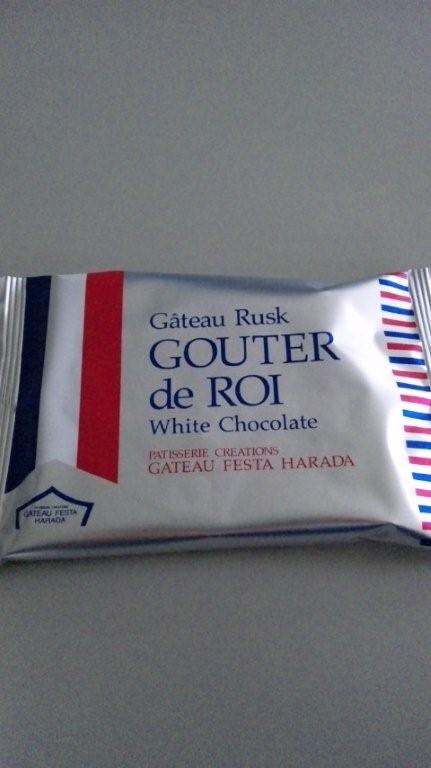 Gâteau Rusk
GOUTER
de ROI
White Chocolate
PATISSERIE CREATIONS
GATEAU FESTA HARADA
GATEAU FESTA
HARADA